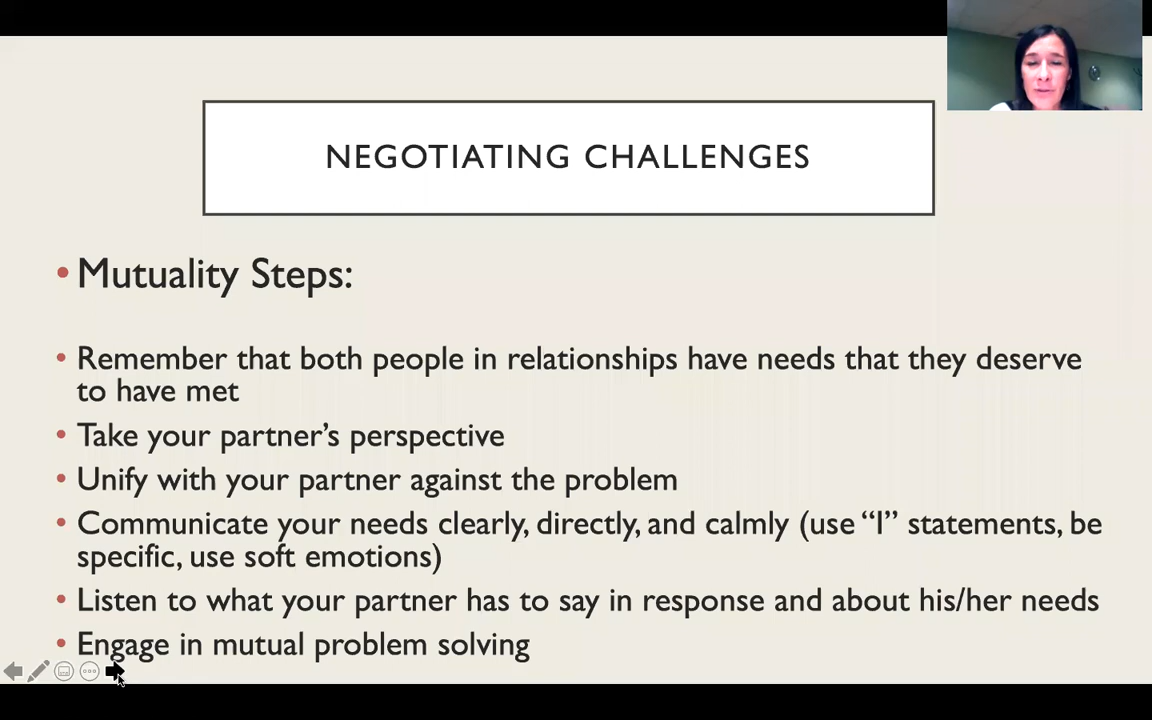 NEGOTIATING CHALLENGES
• Mutuality Steps:
• Remember that both people in relationships have needs that they deserve
to have met
• Take your partner’s perspective
• Unify with your partner against the problem
• Communicate your needs clearly, directly, and calmly (use “I” statements, be
specific, use soft emotions)
• Listen to what your partner has to say in response and about his/her needs
• Engage in mutual problem solving